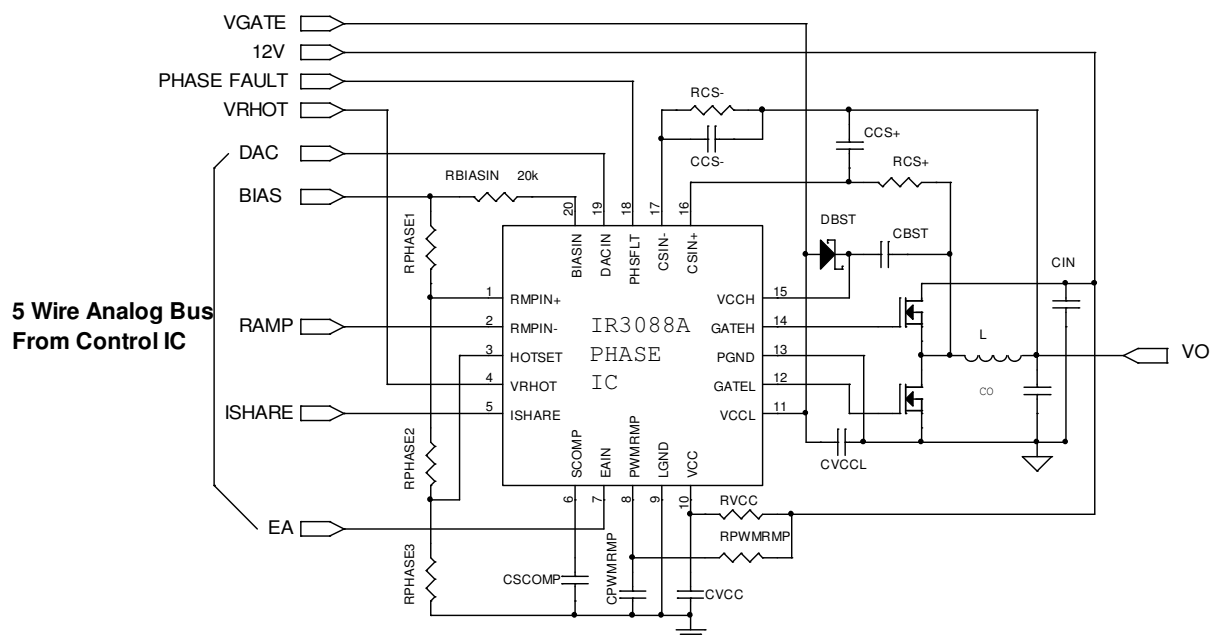 VGATE
12V
PHASE FAULT
VRHOT
DAC
BIAS
5 Wire Analog Bus
From Control IC
RAMP
ISHARE
EA
RBIASIN 20k
RPHASE1
RPHASE2
RPHASE3
RCS-
CCS-
CCS+
RCS+
DBST
CBST
CIN
20
19
18
17
16
BIASIN
DACIN
PHSFLT
CSIN-
CSIN+
1
RMPIN+
2
RMPIN-
3
HOTSET
4
VRHOT
5
ISHARE
IR3088A
PHASE
IC
VCCH
15
GATEH
14
PGND
13
GATEL
12
VCCL
11
SCOMP
EAIN
PWMRMP
LGND
VCC
6
7
8
9
10
L
CO
VO
CVCCL
RVCC
RPWMRMP
CSCOMP
CPWMRMP
CVCC